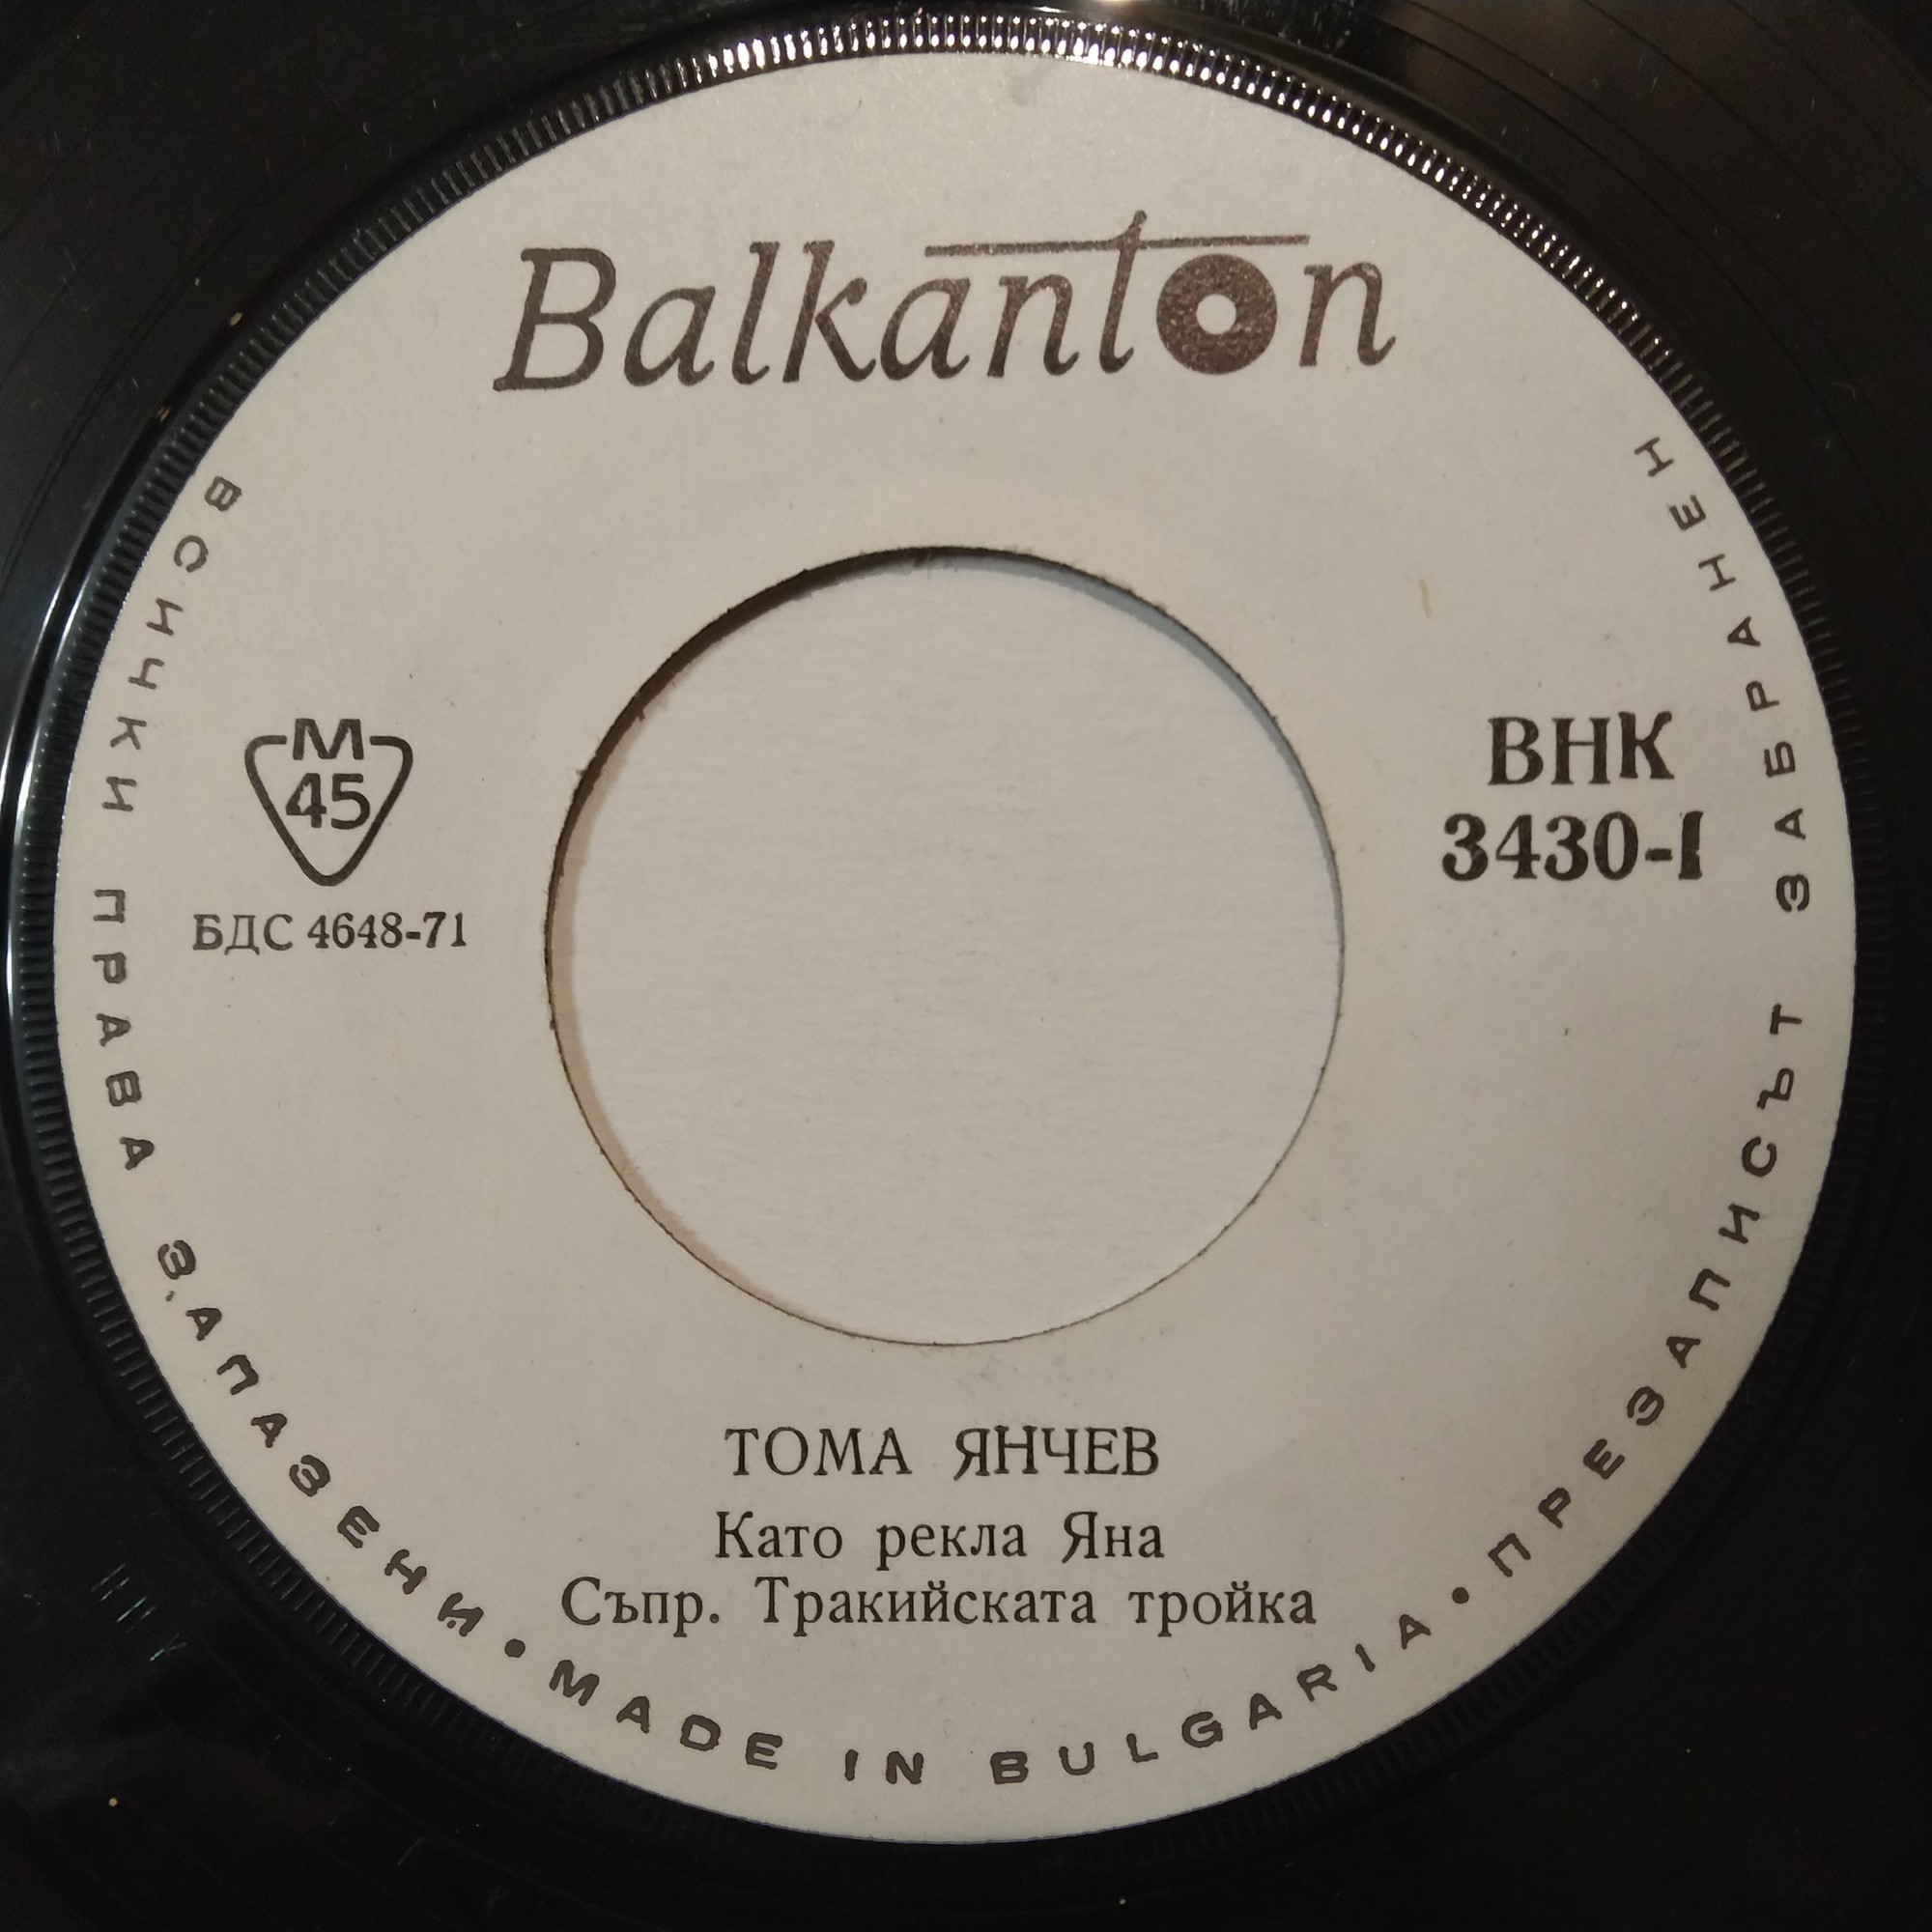 Balkanton
М
45
БДС 4648-71
ВНК
3430-I
ТОМА ЯНЧЕВ
Като рекла Яна
Съпр. Тракийската тройка
ВСИЧКИ ПРАВА ЗАПАЗЕНИ • MADE IN BULGARIA • ПРЕЗАПИСЪТ ЗАБРАНЕН